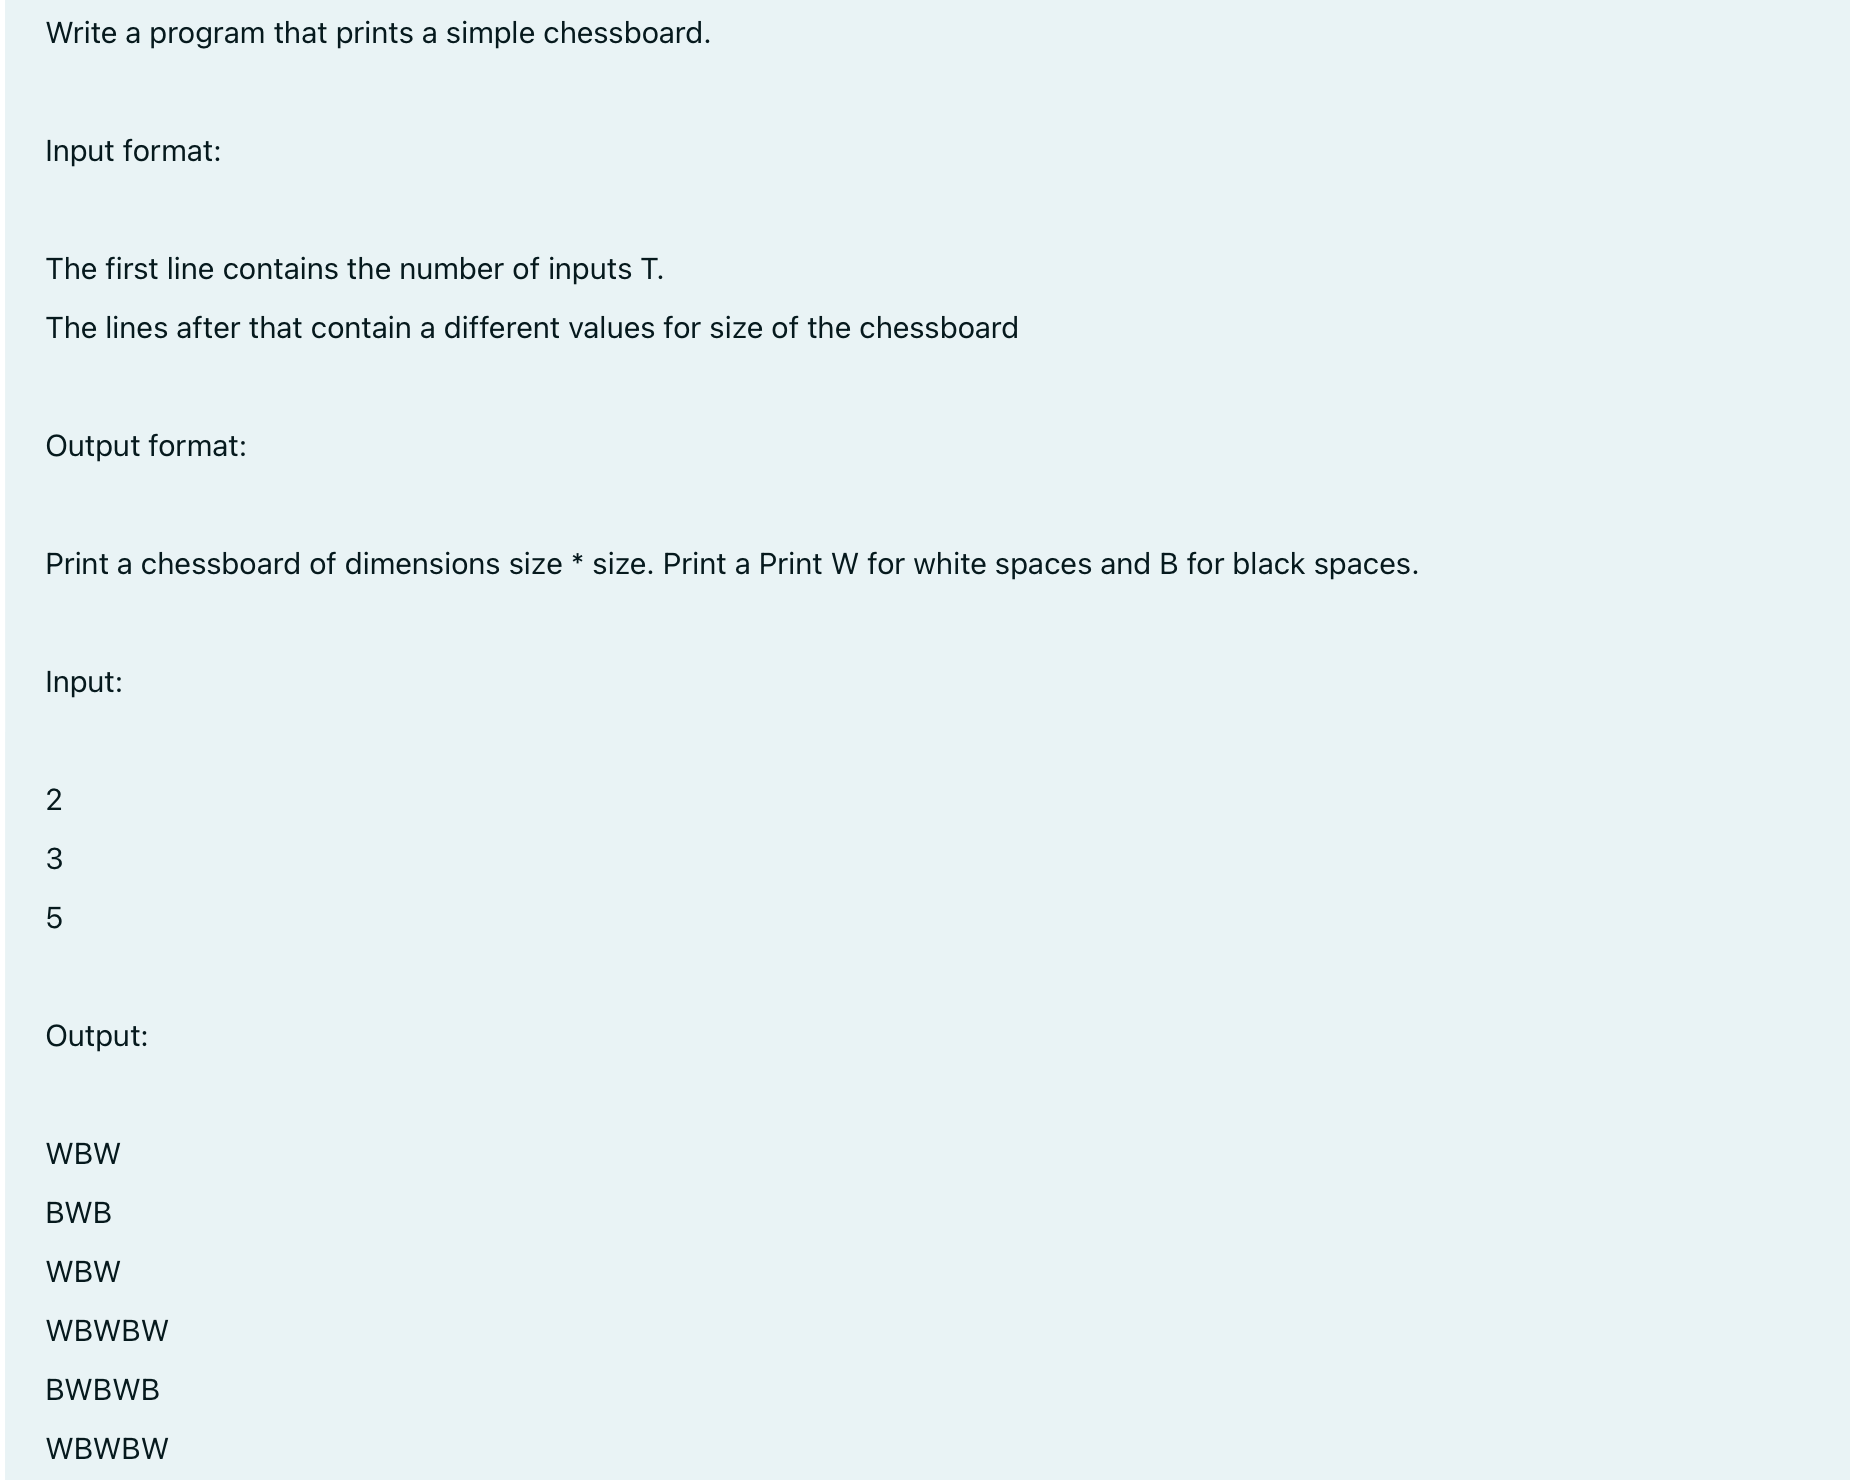 Write a program that prints a simple chessboard.
Input format:
The first line contains the number of inputs T.
The lines after that contain a different values for size of the chessboard
Output format:
Print a chessboard of dimensions size * size. Print a Print W for white spaces and B for black spaces.
Input:
2
3
5
Output:
WBW
BWB
WBW
WBWBW
BWBWB
WBWBW